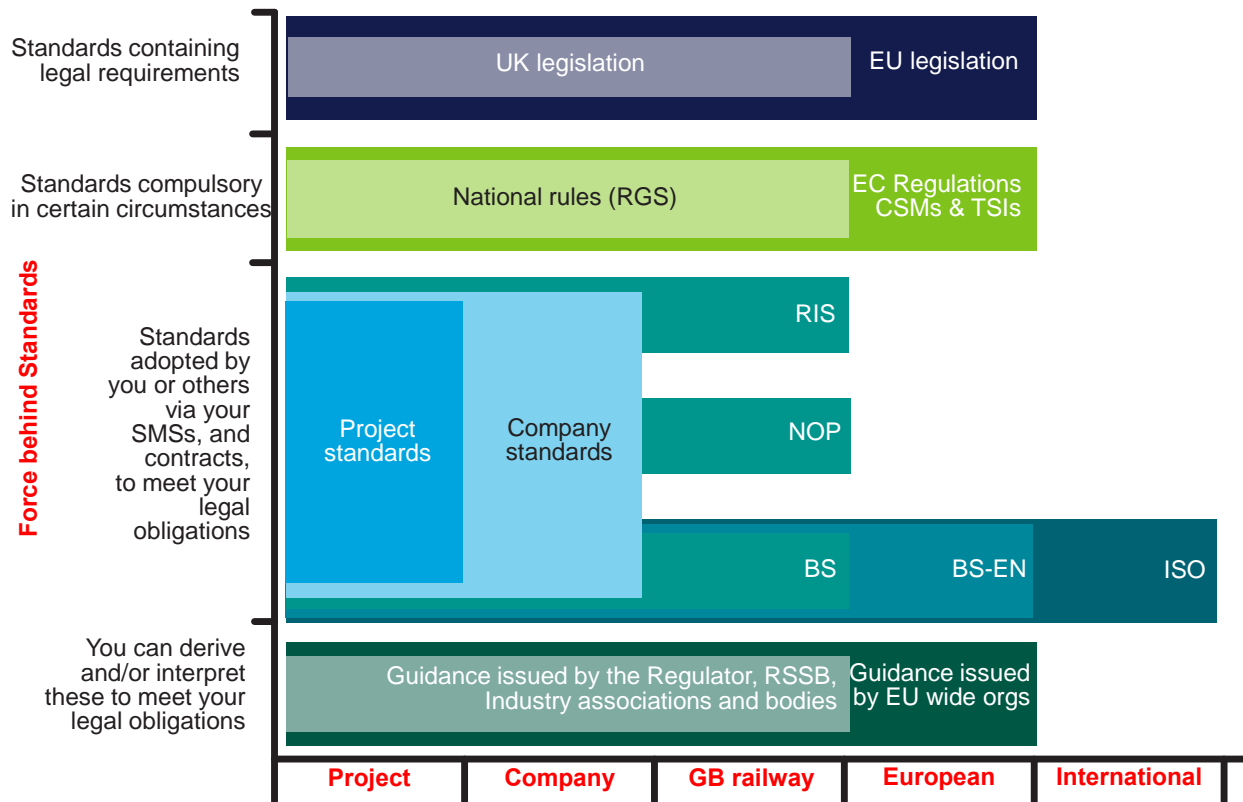 Standards containing
legal requirements
UK legislation
EU legislation
Standards compulsory
in certain circumstances
National rules (RGS)
EC Regulations
CSMs & TSIs
Force behind Standards
Standards
adopted by
you or others
via your
SMSs, and
contracts,
to meet your
legal
obligations
Project
standards
Company
standards
RIS
NOP
BS
BS-EN
ISO
You can derive
and/or interpret
these to meet your
legal obligations
Guidance issued by the Regulator, RSSB,
Industry associations and bodies
Guidance issued
by EU wide orgs
Project
Company
GB railway
European
International